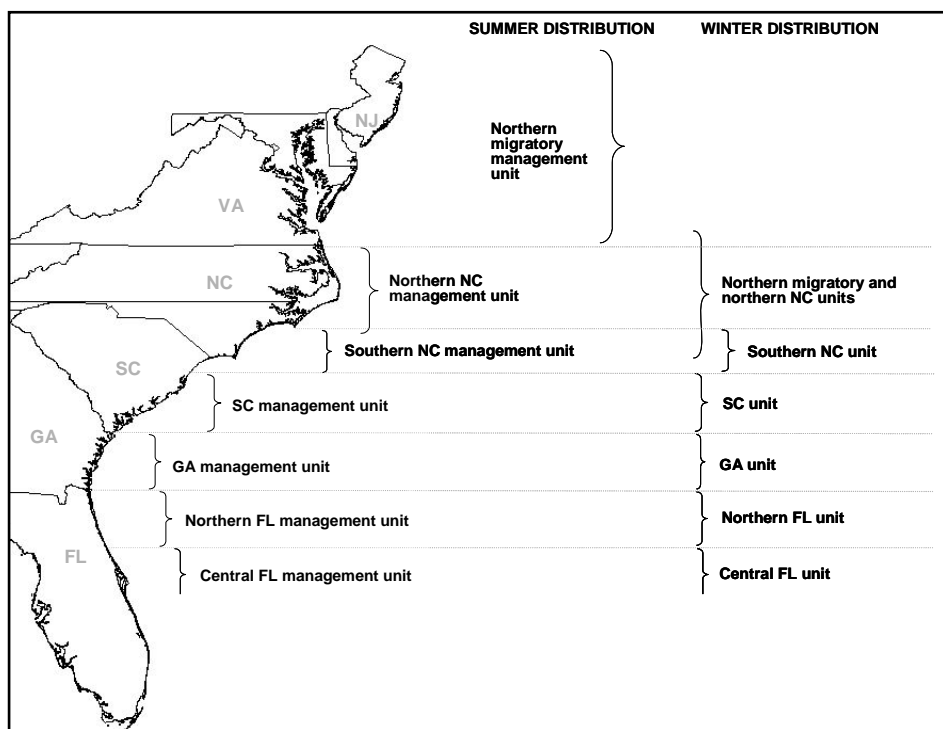 SUMMER DISTRIBUTION
WINTER DISTRIBUTION
NJ
Northern
migratory
management
unit
VA
NC
Northern NC
management unit
Northern migratory and
northern NC units
Southern NC management unit
Southern NC unit
SC
SC management unit
SC unit
GA
GA management unit
GA unit
Northern FL management unit
Northern FL unit
FL
Central FL management unit
Central FL unit